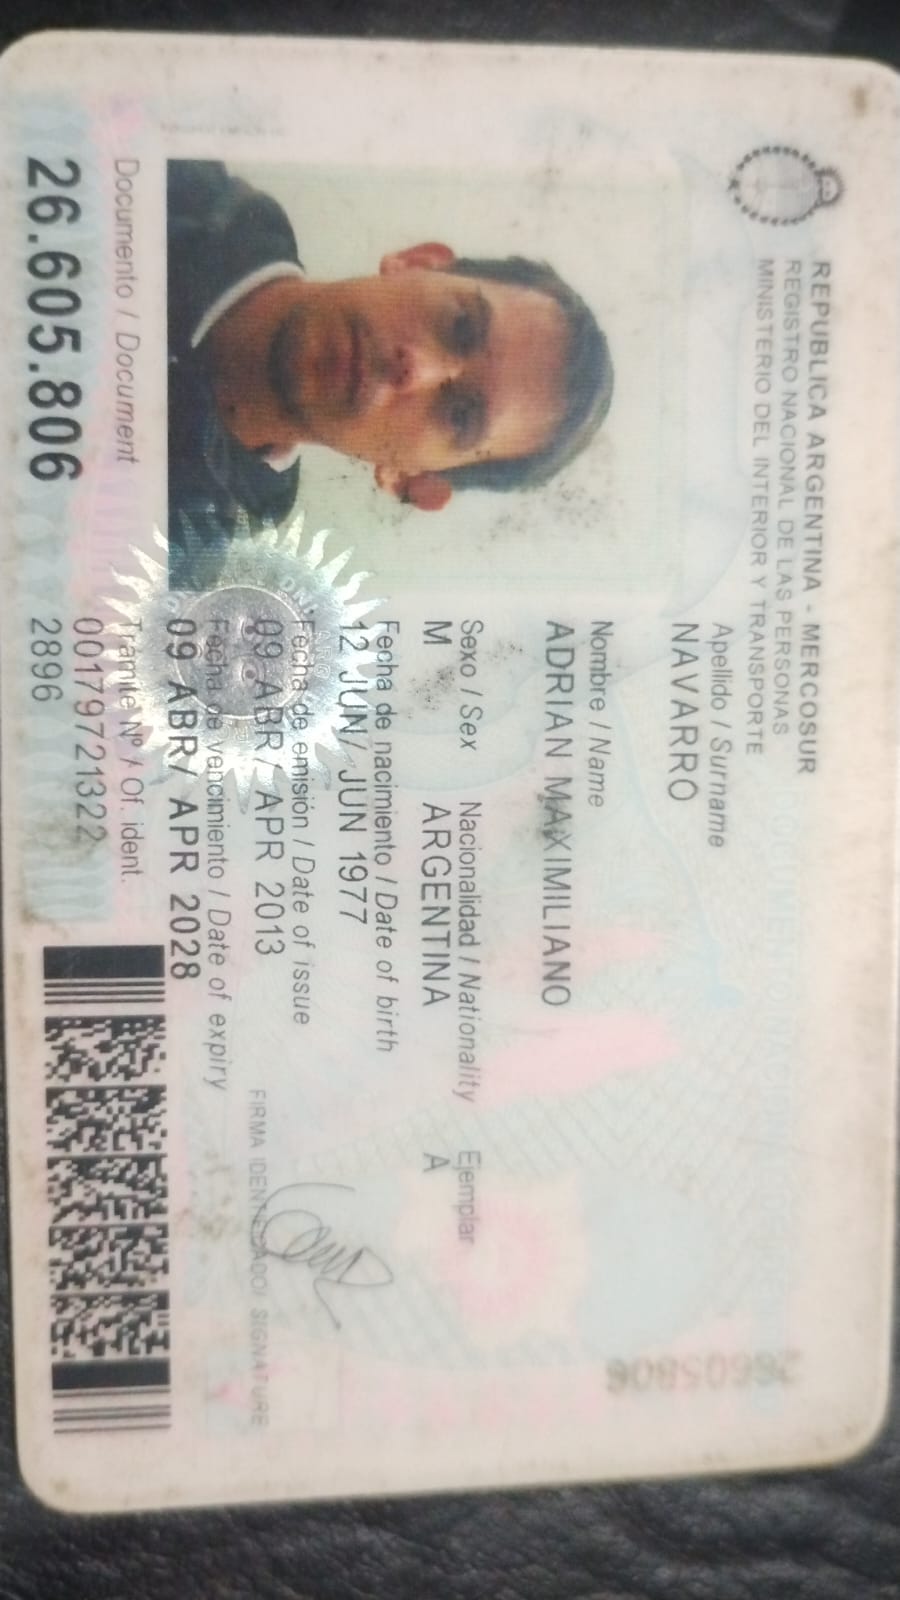 REPUBLICA ARGENTINA - MERCOSUR
REGISTRO NACIONAL DE LAS PERSONAS
MINISTERIO DEL INTERIOR Y TRANSPORTE
Apellido / Surname
NAVARRO
Nombre / Name
ADRIAN MAXIMILIANO
Sexo / Sex Nacionalidad / Nationality Ejemplar
M ARGENTINA A
Fecha de nacimiento / Date of birth
12 JUN/ JUN 1977
Fecha de emisión / Date of issue
09 ABR/ APR 2013
Fecha de vencimiento / Date of expiry
09 ABR/ APR 2028
FIRMA IDENTIFICADO/ SIGNATURE
Documento / Document
26.605.806
Trámite Nº / Of. ident.
00179721322
2896
26605806